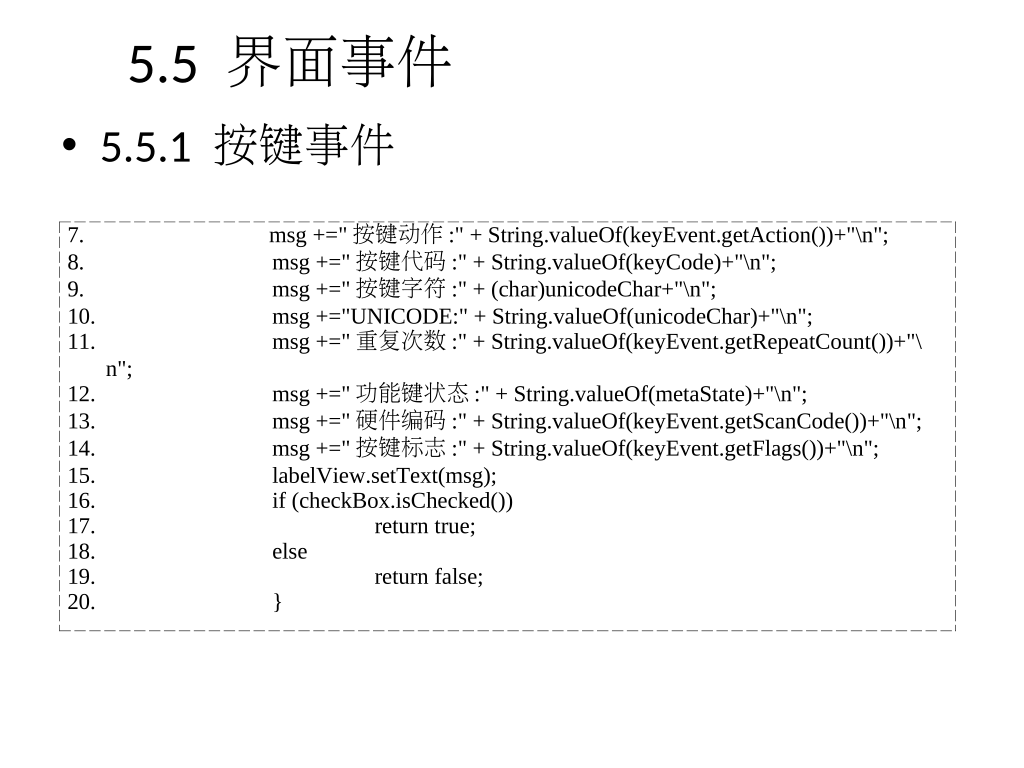 5.5 界面事件
• 5.5.1 按键事件
7. msg +=" 按键动作 :" + String.valueOf(keyEvent.getAction())+"\n";
8. msg +=" 按键代码 :" + String.valueOf(keyCode)+"\n";
9. msg +=" 按键字符 :" + (char)unicodeChar+"\n";
10. msg +="UNICODE:" + String.valueOf(unicodeChar)+"\n";
11. msg +=" 重复次数 :" + String.valueOf(keyEvent.getRepeatCount())+"\
n";
12. msg +=" 功能键状态 :" + String.valueOf(metaState)+"\n";
13. msg +=" 硬件编码 :" + String.valueOf(keyEvent.getScanCode())+"\n";
14. msg +=" 按键标志 :" + String.valueOf(keyEvent.getFlags())+"\n";
15. labelView.setText(msg);
16. if (checkBox.isChecked())
17. return true;
18. else
19. return false;
20. }